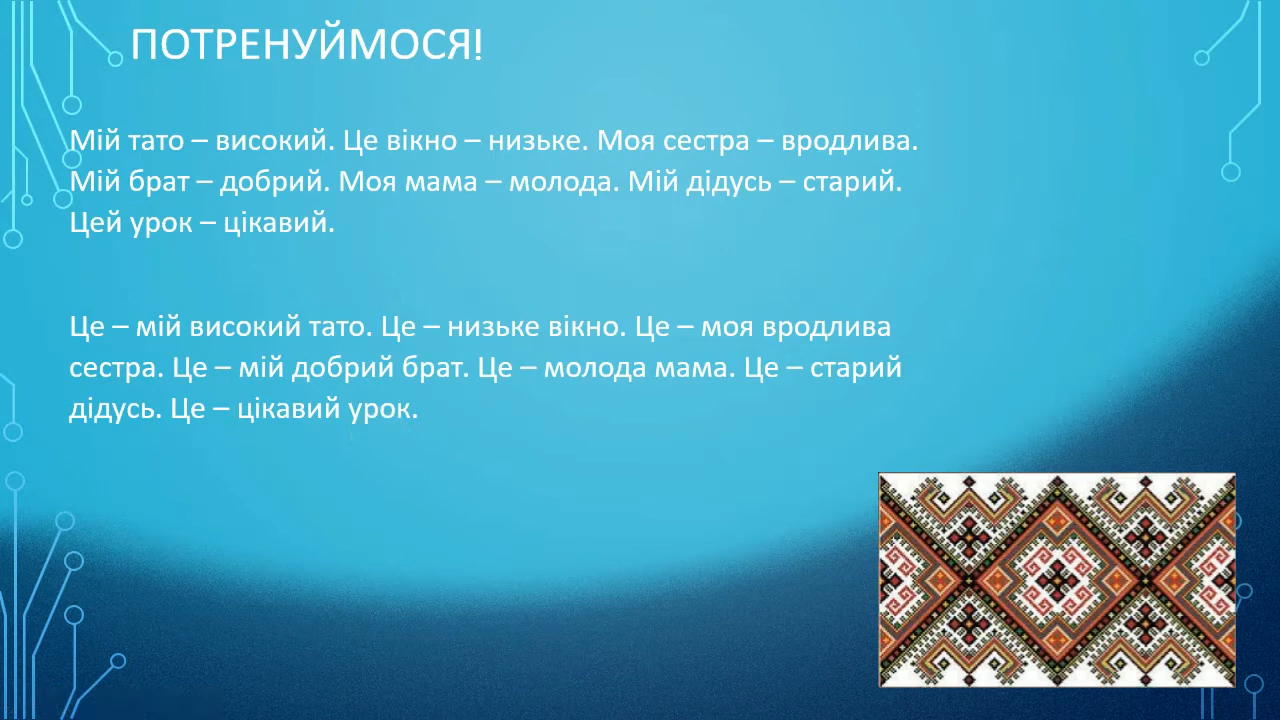 ПОТРЕНУЙМОСЯ!
Мій тато – високий. Це вікно – низьке. Моя сестра – вродлива.
Мій брат – добрий. Моя мама – молода. Мій дідусь – старий.
Цей урок – цікавий.
Це – мій високий тато. Це – низьке вікно. Це – моя вродлива
сестра. Це – мій добрий брат. Це – молода мама. Це – старий
дідусь. Це – цікавий урок.